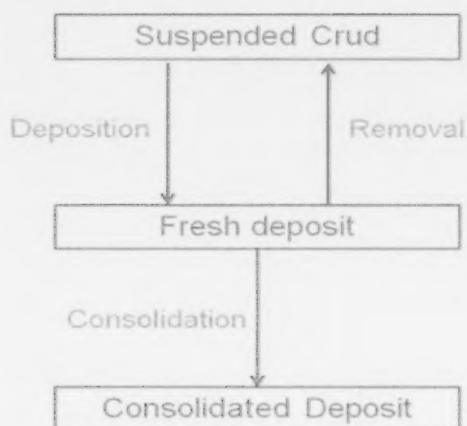 Suspended Crud
Deposition
Removal
Fresh deposit
Consolidation
Consolidated Deposit